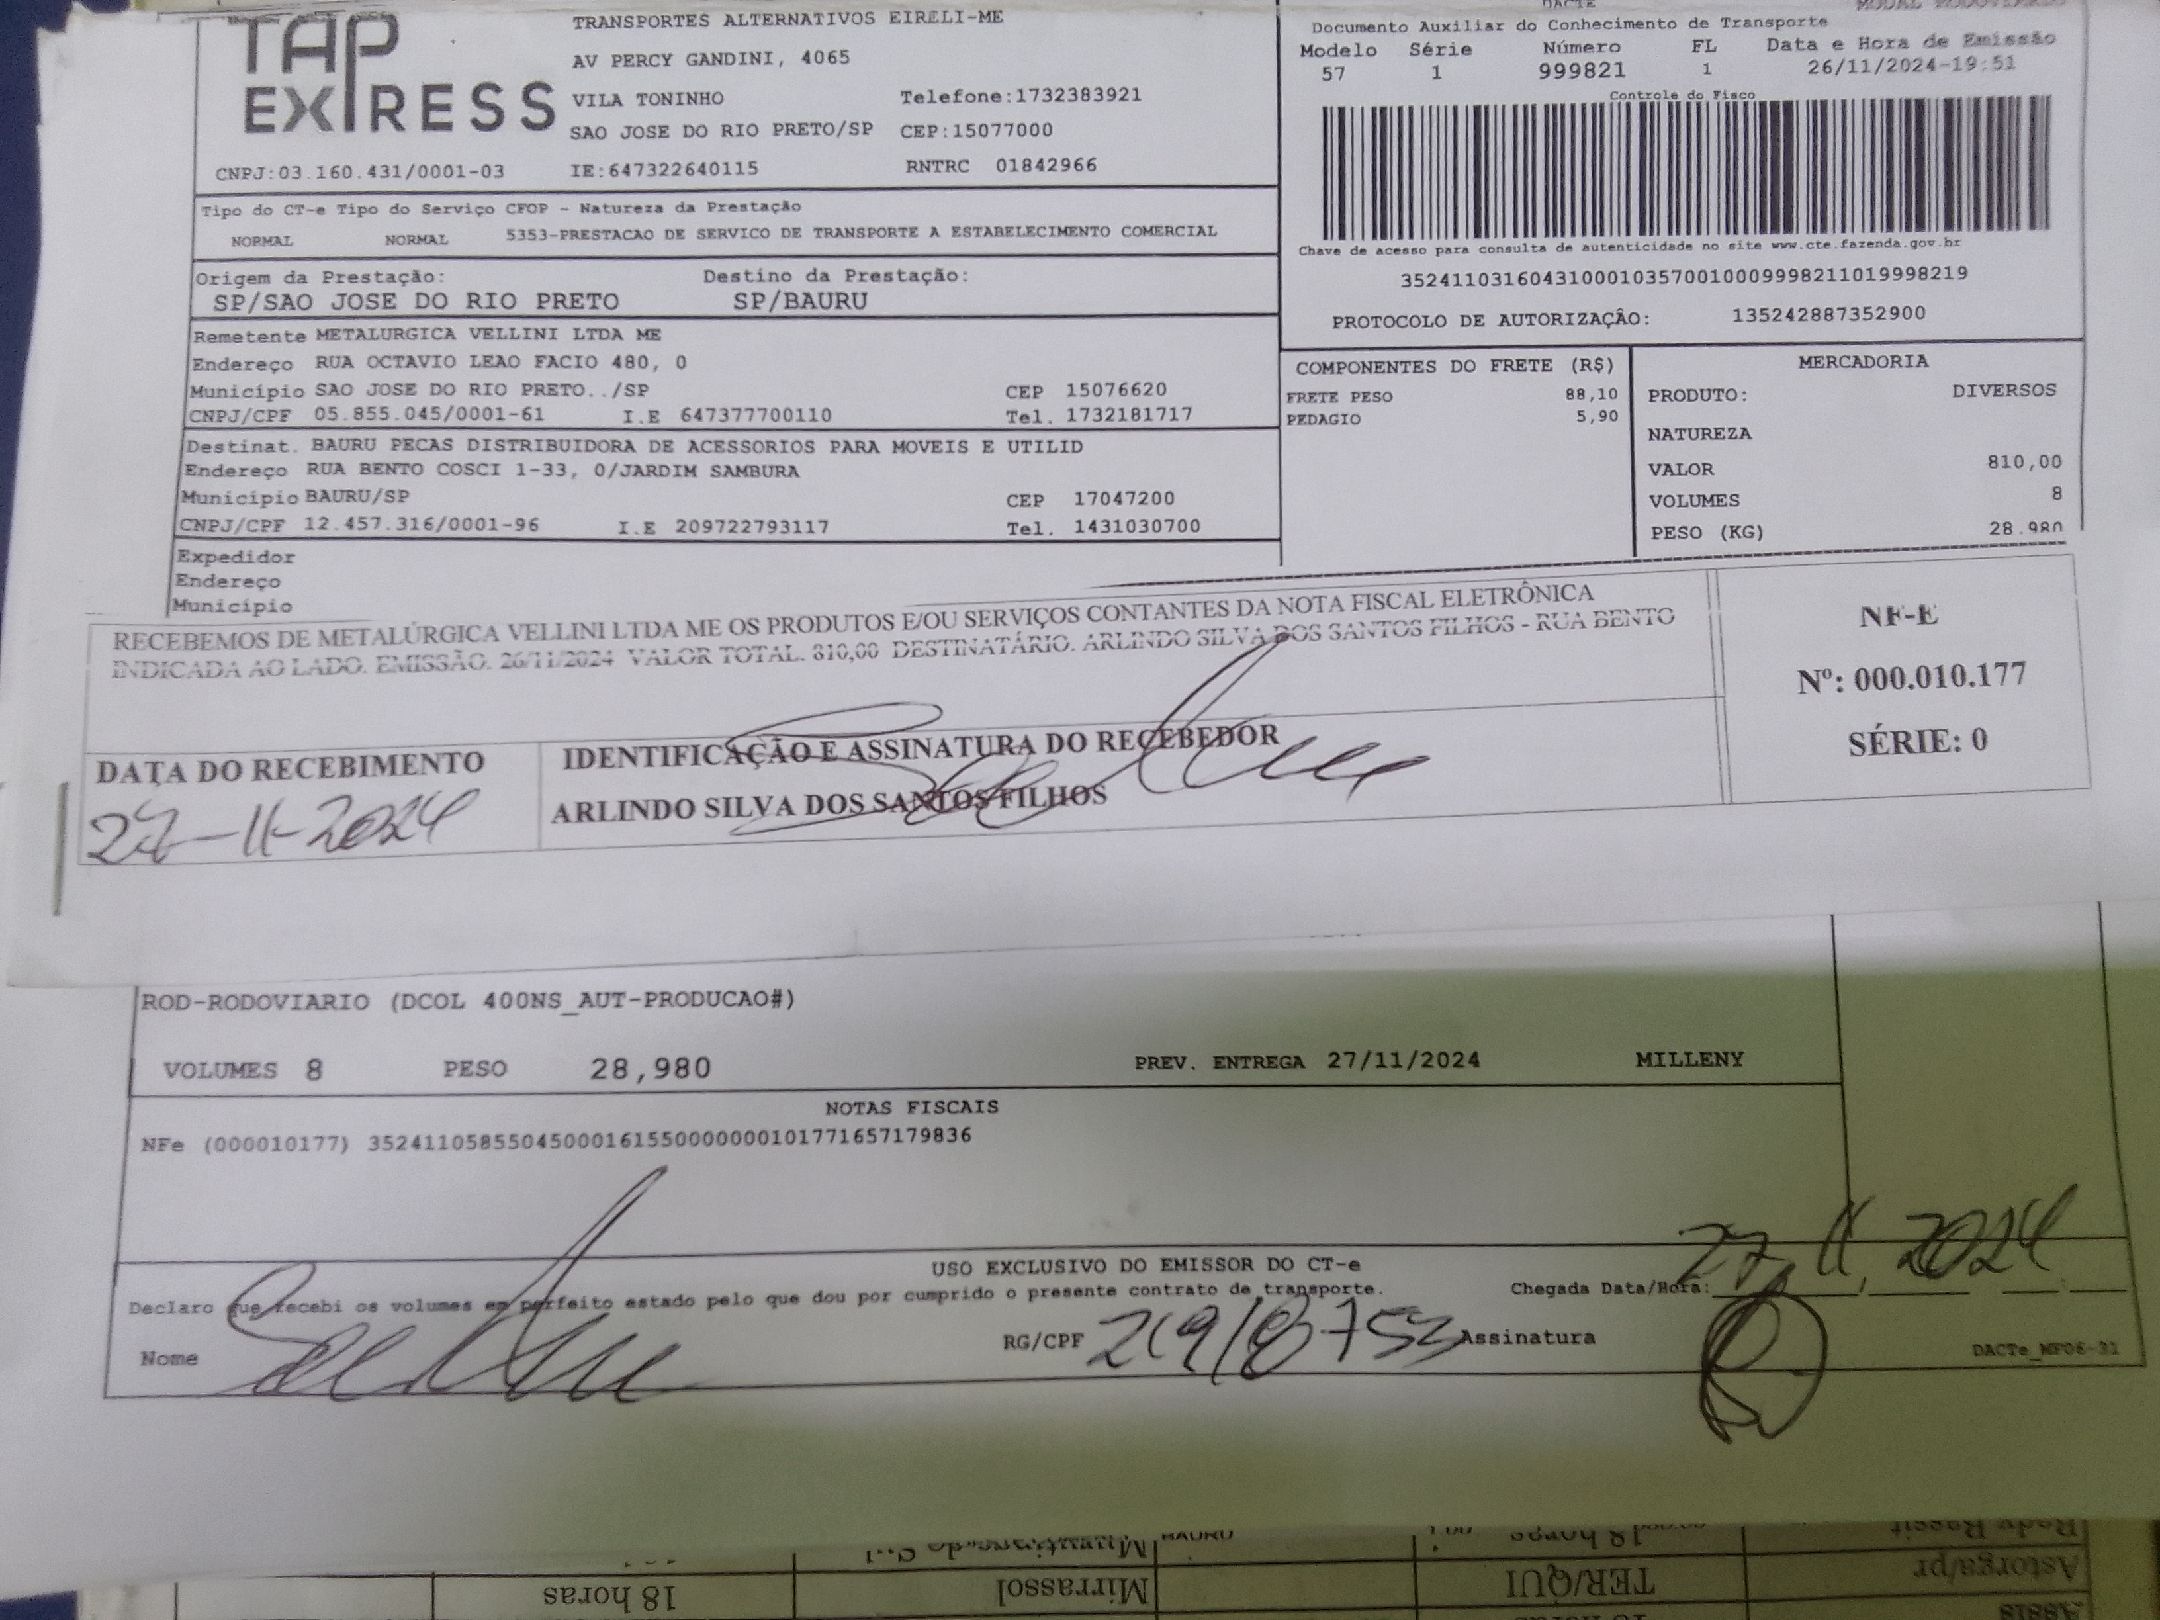 DACTE MODAL RODOVIÁRIO
TAP EXPRESS
TRANSPORTES ALTERNATIVOS EIRELI-ME
AV PERCY GANDINI, 4065
VILA TONINHO Telefone:1732383921
SAO JOSE DO RIO PRETO/SP CEP:15077000
CNPJ:03.160.431/0001-03 IE:647322640115 RNTRC 01842966
Documento Auxiliar do Conhecimento de Transporte
Modelo Série Número FL Data e Hora de Emissão
57 1 999821 1 26/11/2024-19:51
Controle do Fisco
Chave de acesso para consulta de autenticidade no site www.cte.fazenda.gov.br
35241103160431000103570010009998211019998219
PROTOCOLO DE AUTORIZAÇÃO: 135242887352900
Tipo do CT-e Tipo do Serviço CFOP - Natureza da Prestação
NORMAL NORMAL 5353-PRESTACAO DE SERVICO DE TRANSPORTE A ESTABELECIMENTO COMERCIAL
Origem da Prestação: Destino da Prestação:
SP/SAO JOSE DO RIO PRETO SP/BAURU
Remetente METALURGICA VELLINI LTDA ME
Endereço RUA OCTAVIO LEAO FACIO 480, 0
Município SAO JOSE DO RIO PRETO../SP CEP 15076620
CNPJ/CPF 05.855.045/0001-61 I.E 647377700110 Tel. 1732181717
Destinat. BAURU PECAS DISTRIBUIDORA DE ACESSORIOS PARA MOVEIS E UTILID
Endereço RUA BENTO COSCI 1-33, 0/JARDIM SAMBURA
Município BAURU/SP CEP 17047200
CNPJ/CPF 12.457.316/0001-96 I.E 209722793117 Tel. 1431030700
Expedidor
Endereço
Município
COMPONENTES DO FRETE (R$)
FRETE PESO 88,10
PEDAGIO 5,90
MERCADORIA
PRODUTO: DIVERSOS
NATUREZA
VALOR 810,00
VOLUMES 8
PESO (KG) 28.980
RECEBEMOS DE METALÚRGICA VELLINI LTDA ME OS PRODUTOS E/OU SERVIÇOS CONTANTES DA NOTA FISCAL ELETRÔNICA
INDICADA AO LADO. EMISSÃO. 26/11/2024 VALOR TOTAL. 810,00 DESTINATÁRIO. ARLINDO SILVA DOS SANTOS FILHOS - RUA BENTO
NF-E
Nº: 000.010.177
SÉRIE: 0
DATA DO RECEBIMENTO
27-11-2024
IDENTIFICAÇÃO E ASSINATURA DO RECEBEDOR
ARLINDO SILVA DOS SANTOS FILHOS
ROD-RODOVIARIO (DCOL 400NS_AUT-PRODUCAO#)
VOLUMES 8 PESO 28,980 PREV. ENTREGA 27/11/2024 MILLENY
NOTAS FISCAIS
NFe (000010177) 35241105855045000161550000000101771657179836
USO EXCLUSIVO DO EMISSOR DO CT-e
Declaro que recebi os volumes em perfeito estado pelo que dou por cumprido o presente contrato de transporte. Chegada Data/Hora: 27, 11, 2024
Nome RG/CPF Assinatura DACTe_MF06-31
BAURU 18 horas
18 horas Mirrassol TER/QUI Astorga/pr
Assis